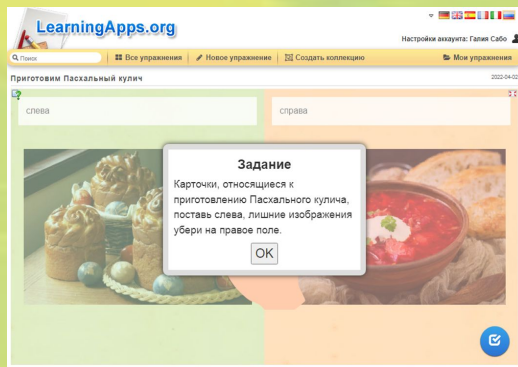 LearningApps.org
Настройки аккаунта: Галия Сабо
Поиск
Все упражнения
Новое упражнение
Создать коллекцию
Мои упражнения
Приготовим Пасхальный кулич
2022-04-02
слева
справа
Задание
Карточки, относящиеся к
приготовлению Пасхального кулича,
поставь слева, лишние изображения
убери на правое поле.
OK